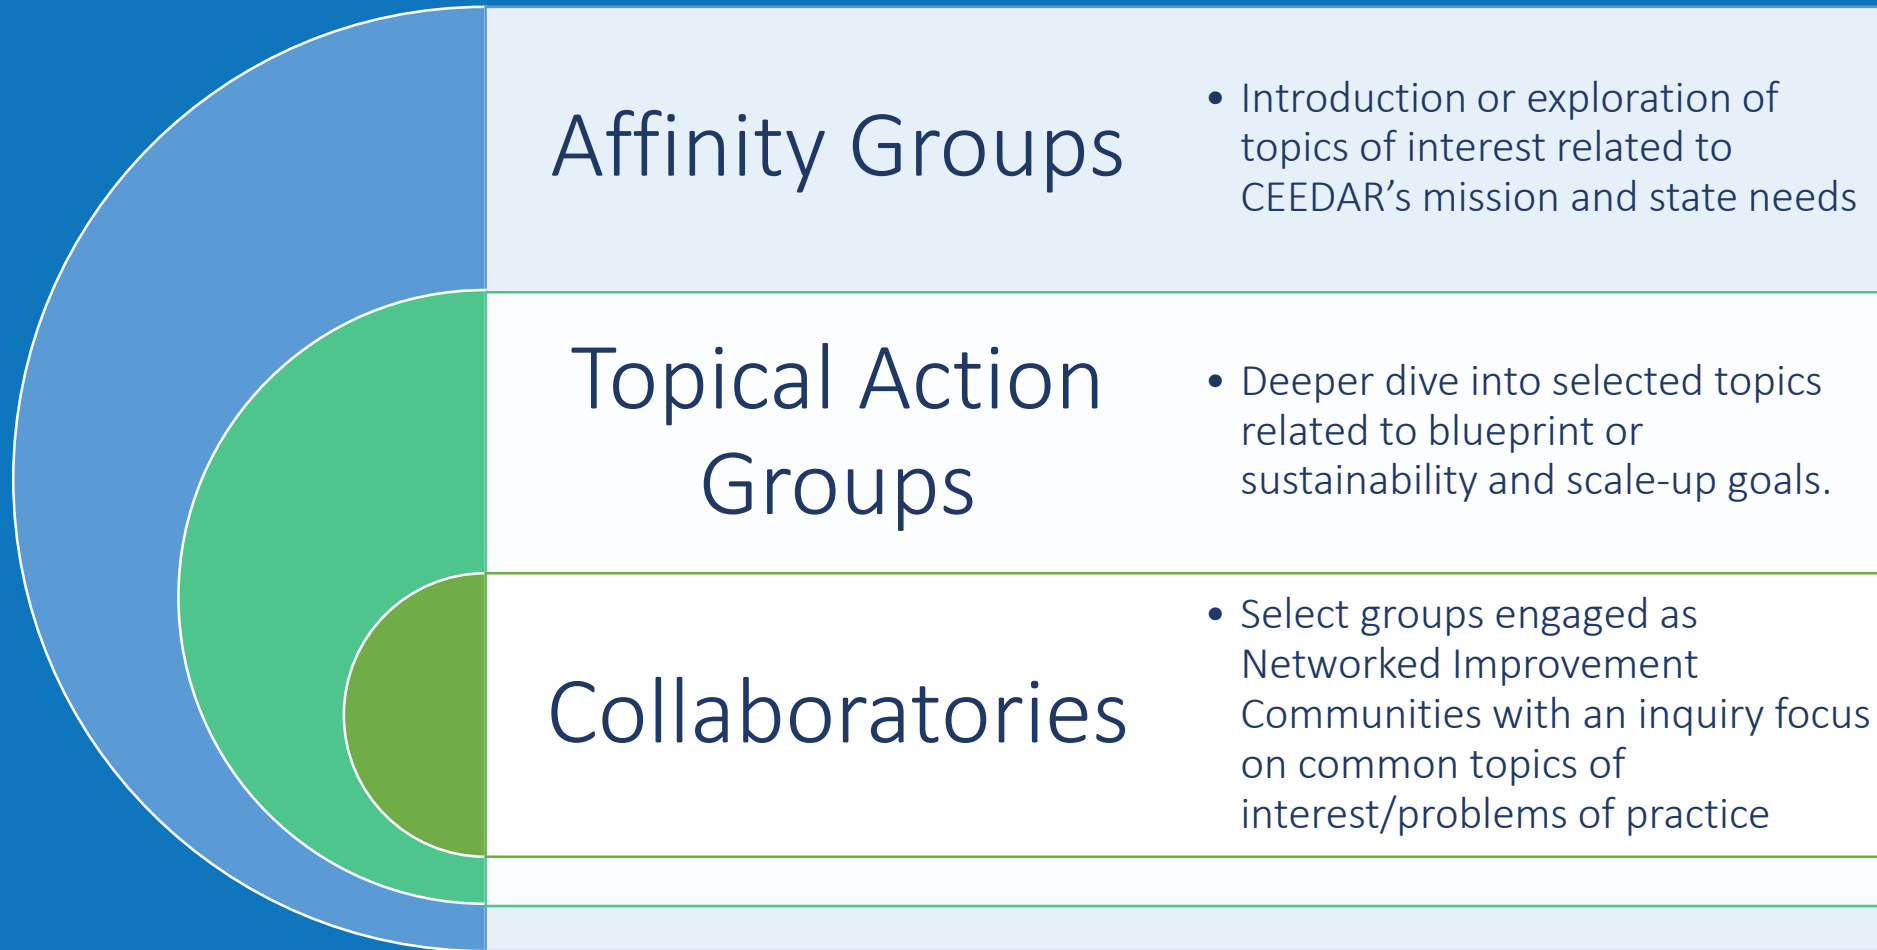 Affinity Groups
• Introduction or exploration of
topics of interest related to
CEEDAR’s mission and state needs
Topical Action
Groups
• Deeper dive into selected topics
related to blueprint or
sustainability and scale-up goals.
Collaboratories
• Select groups engaged as
Networked Improvement
Communities with an inquiry focus
on common topics of
interest/problems of practice